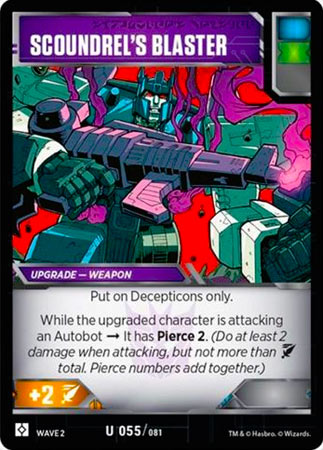 SCOUNDREL'S BLASTER
UPGRADE — WEAPON
Put on Decepticons only.
While the upgraded character is attacking
an Autobot → It has Pierce 2. (Do at least 2
damage when attacking, but not more than
total. Pierce numbers add together.)
+2
WAVE 2
U 055/081
TM & © Hasbro. © Wizards.